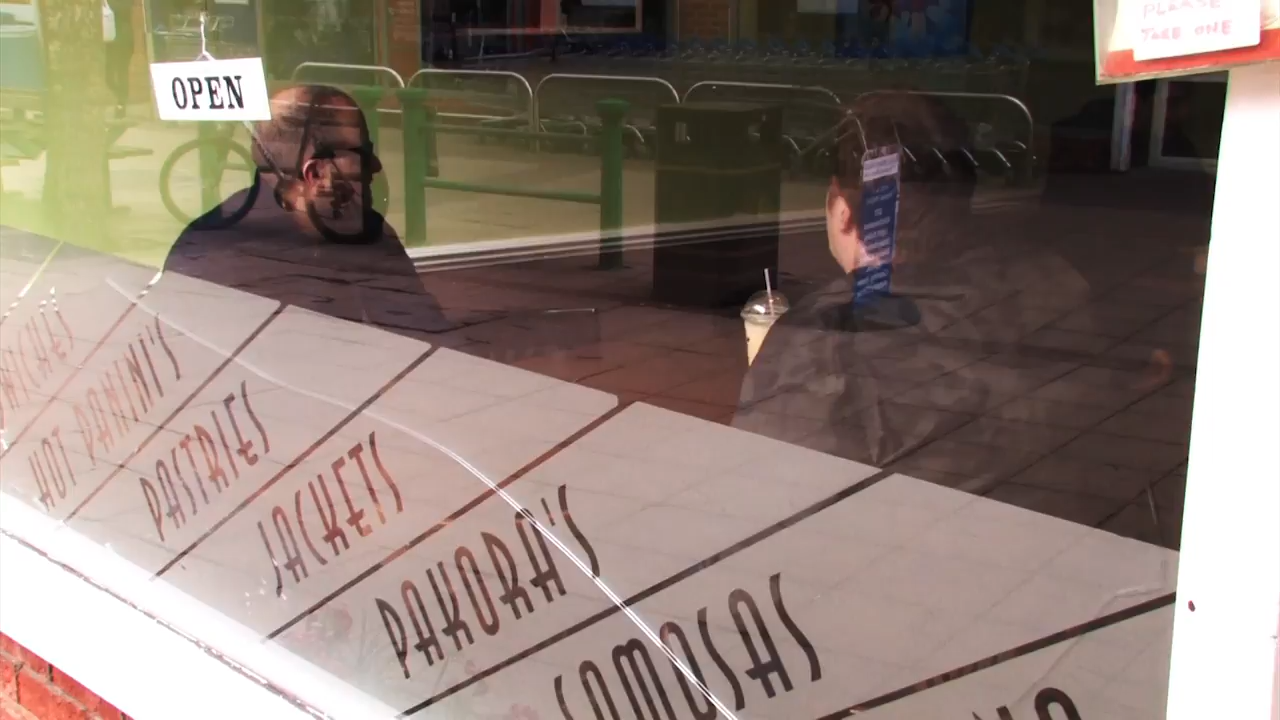 OPEN
PLEASE
TAKE ONE
HOT PANINI'S
PASTRIES
JACKETS
PAKORA'S
SAMOSAS